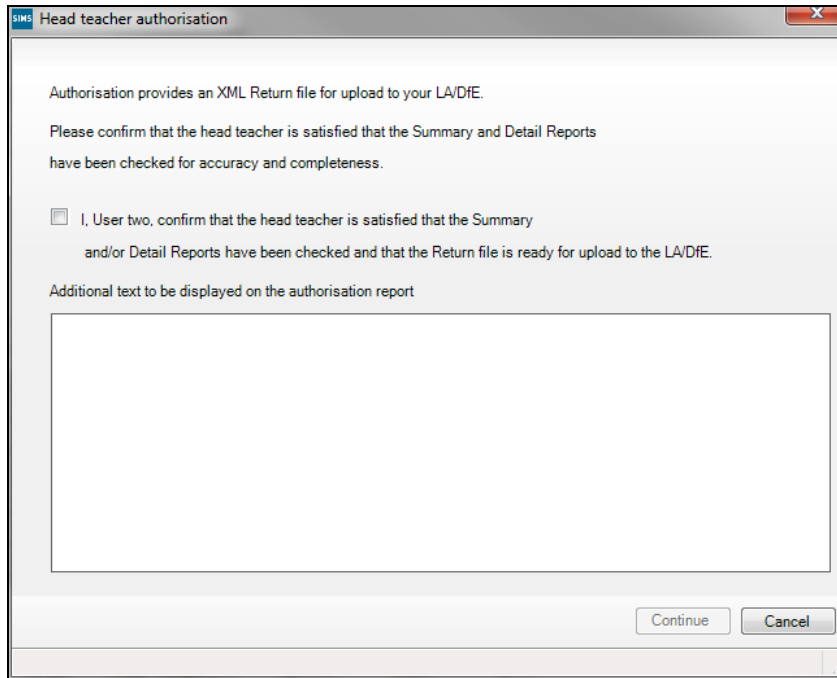 SIMS Head teacher authorisation
Authorisation provides an XML Return file for upload to your LA/DfE.
Please confirm that the head teacher is satisfied that the Summary and Detail Reports
have been checked for accuracy and completeness.
I, User two, confirm that the head teacher is satisfied that the Summary
and/or Detail Reports have been checked and that the Return file is ready for upload to the LA/DfE.
Additional text to be displayed on the authorisation report
Continue Cancel